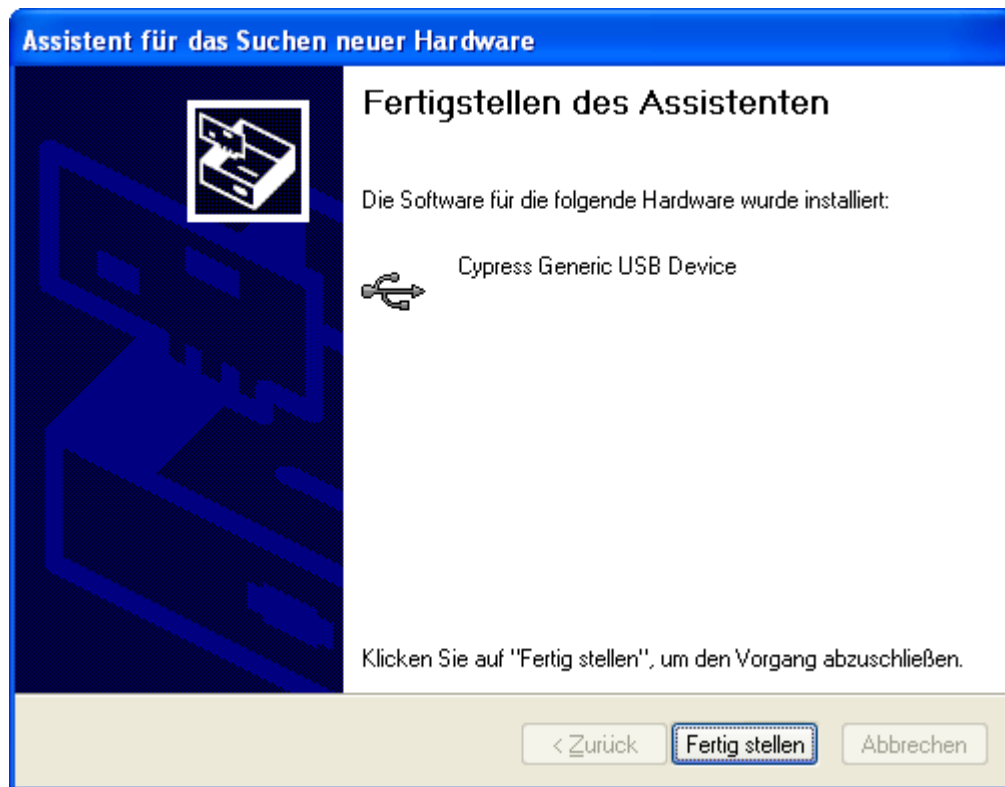 Assistent für das Suchen neuer Hardware
Fertigstellen des Assistenten
Die Software für die folgende Hardware wurde installiert:
Cypress Generic USB Device
Klicken Sie auf "Fertig stellen", um den Vorgang abzuschließen.
< Zurück Fertig stellen Abbrechen